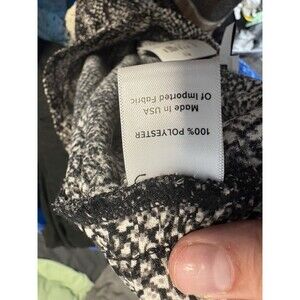 100% POLYESTER
Made In USA
Of Imported Fabric